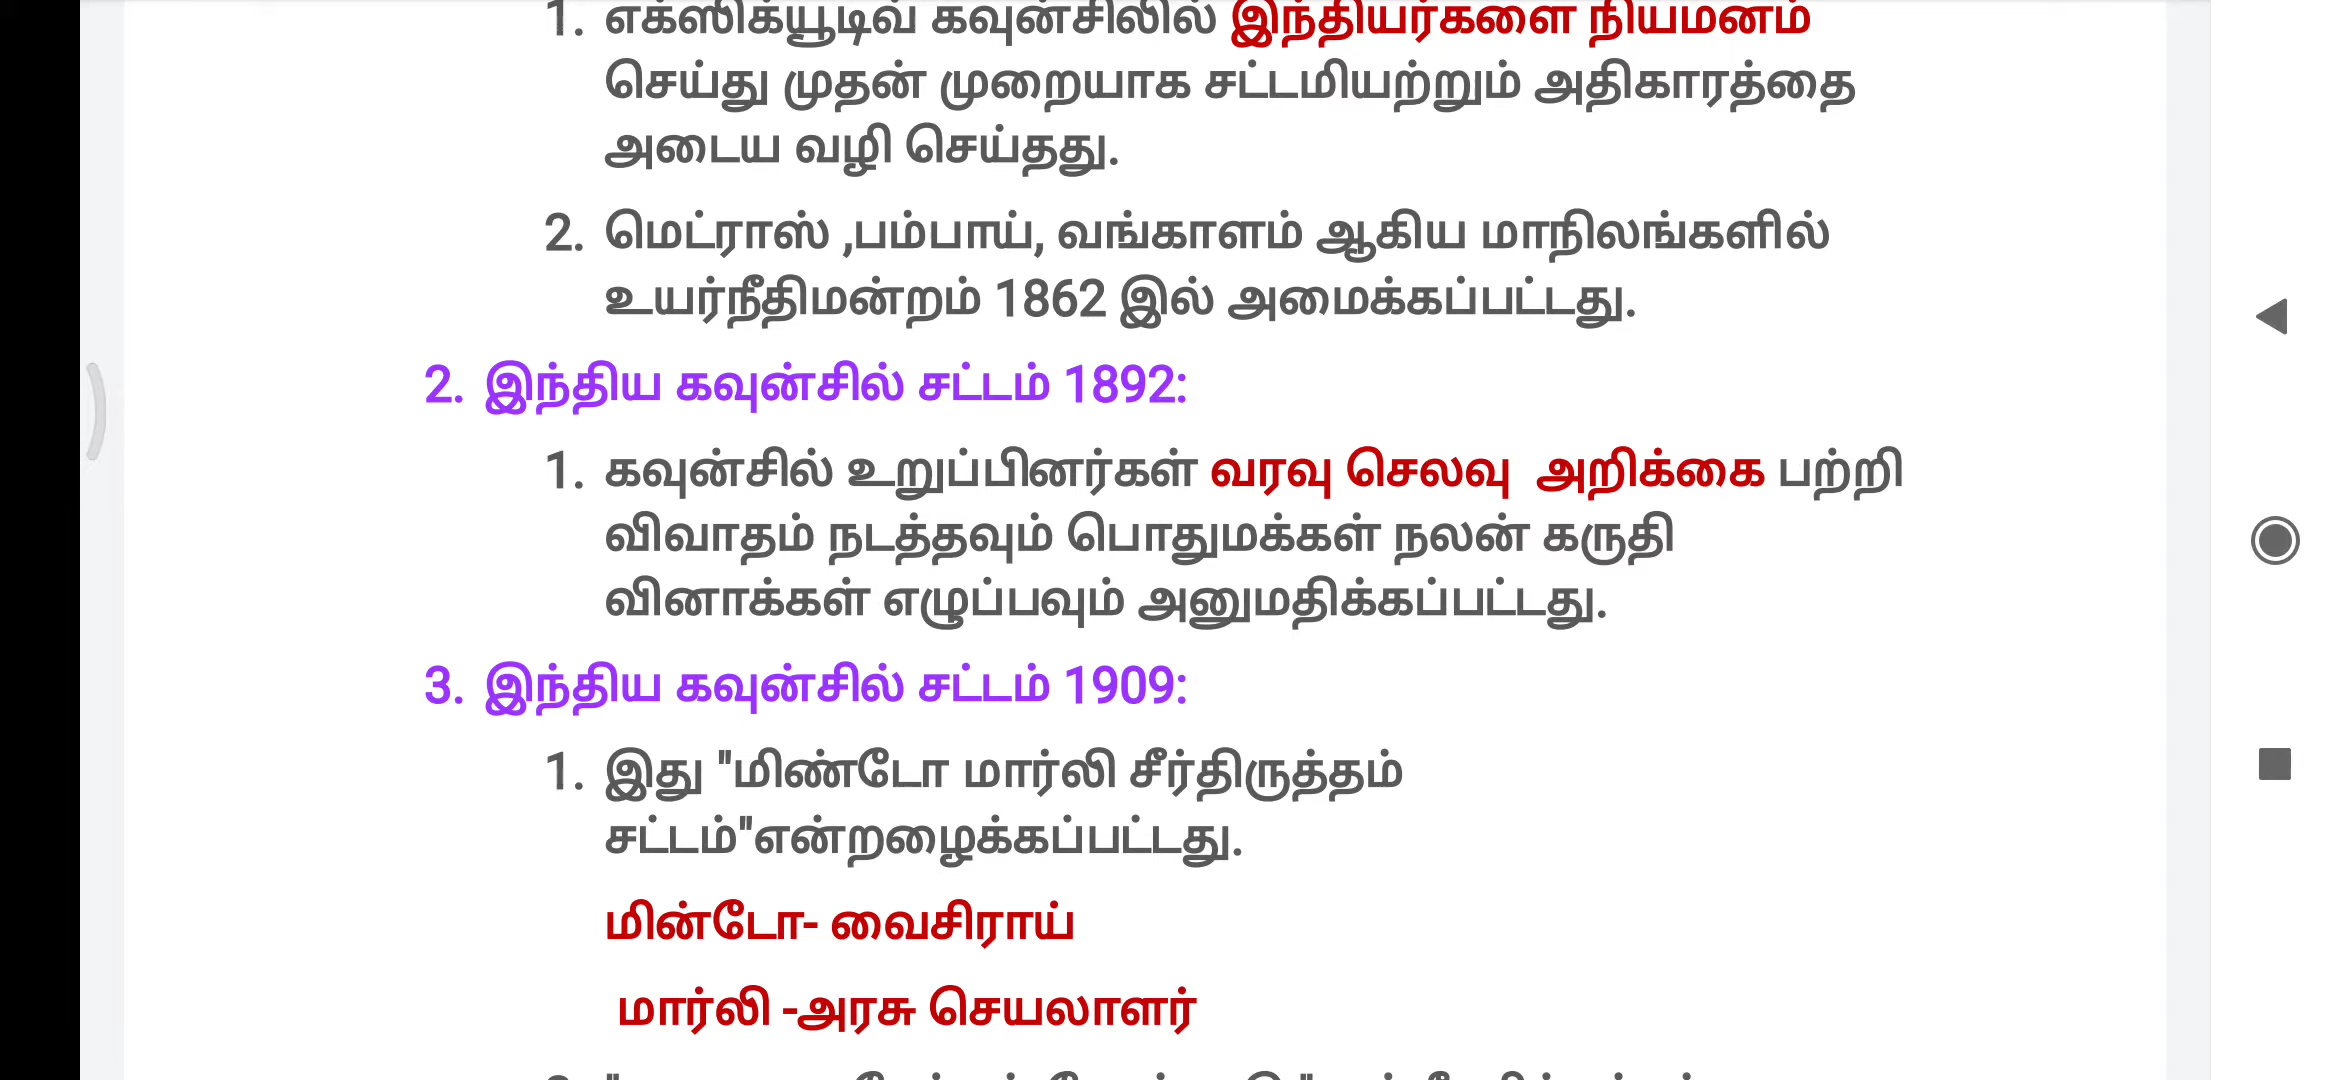 1. எக்ஸிக்யூடிவ் கவுன்சிலில் இந்தியர்களை நியமனம்
செய்து முதன் முறையாக சட்டமியற்றும் அதிகாரத்தை
அடைய வழி செய்தது.
2. மெட்ராஸ் ,பம்பாய், வங்காளம் ஆகிய மாநிலங்களில்
உயர்நீதிமன்றம் 1862 இல் அமைக்கப்பட்டது.
2. இந்திய கவுன்சில் சட்டம் 1892:
1. கவுன்சில் உறுப்பினர்கள் வரவு செலவு அறிக்கை பற்றி
விவாதம் நடத்தவும் பொதுமக்கள் நலன் கருதி
வினாக்கள் எழுப்பவும் அனுமதிக்கப்பட்டது.
3. இந்திய கவுன்சில் சட்டம் 1909:
1. இது "மிண்டோ மார்லி சீர்திருத்தம்
சட்டம்"என்றழைக்கப்பட்டது.
மின்டோ- வைசிராய்
மார்லி -அரசு செயலாளர்